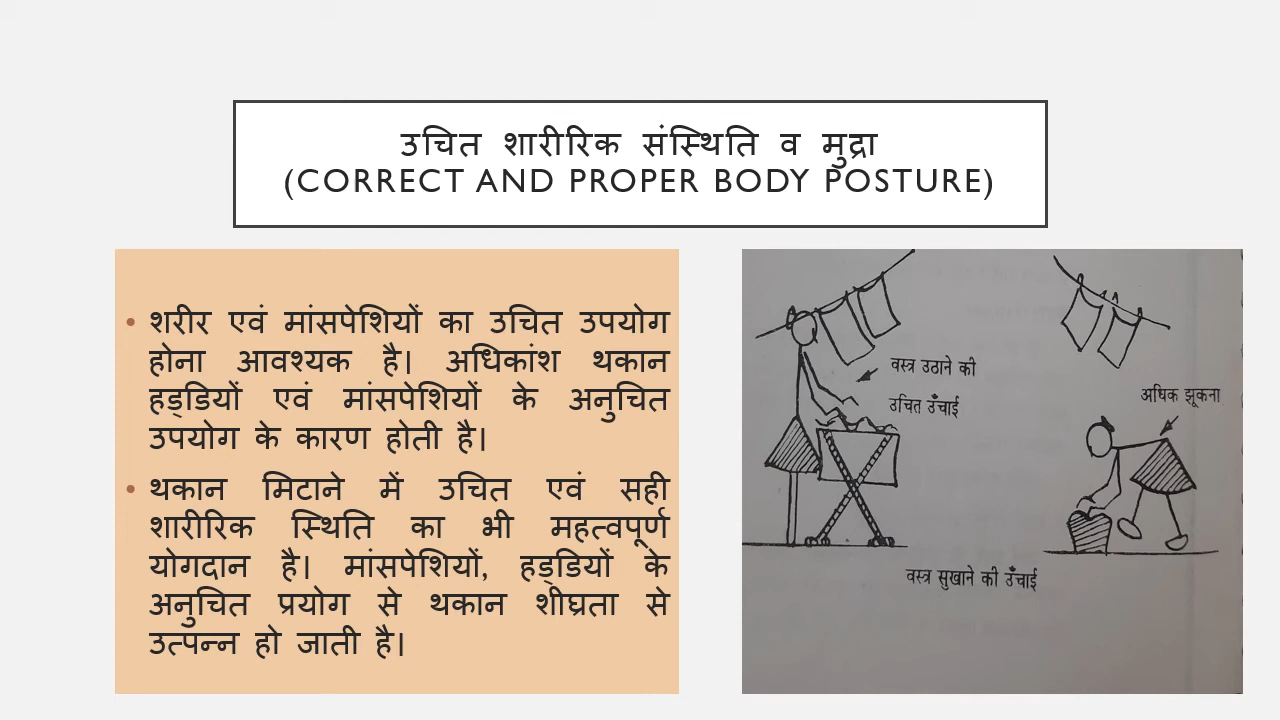 उचित शारीरिक संस्थिति व मुद्रा
(CORRECT AND PROPER BODY POSTURE)
• शरीर एवं मांसपेशियों का उचित उपयोग
होना आवश्यक है। अधिकांश थकान
हड्डियों एवं मांसपेशियों के अनुचित
उपयोग के कारण होती है।
• थकान मिटाने में उचित एवं सही
शारीरिक स्थिति का भी महत्वपूर्ण
योगदान है। मांसपेशियों, हड्डियों के
अनुचित प्रयोग से थकान शीघ्रता से
उत्पन्न हो जाती है।
वस्त्र उठाने की
उचित उँचाई
अधिक झूकना
वस्त्र सुखाने की उँचाई